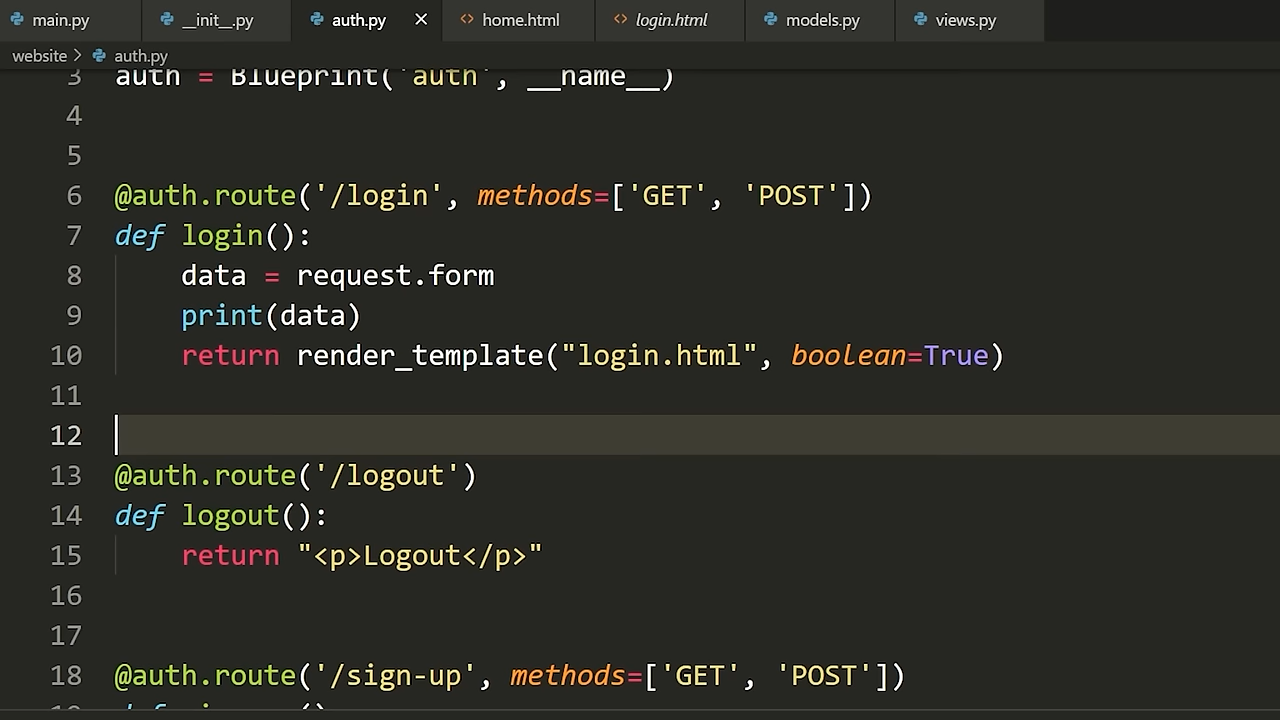 main.py __init__.py auth.py × home.html login.html models.py views.py
website > auth.py
3 auth = Blueprint('auth', __name__)
4
5
6 @auth.route('/login', methods=['GET', 'POST'])
7 def login():
8 data = request.form
9 print(data)
10 return render_template("login.html", boolean=True)
11
12
13 @auth.route('/logout')
14 def logout():
15 return "<p>Logout</p>"
16
17
18 @auth.route('/sign-up', methods=['GET', 'POST'])